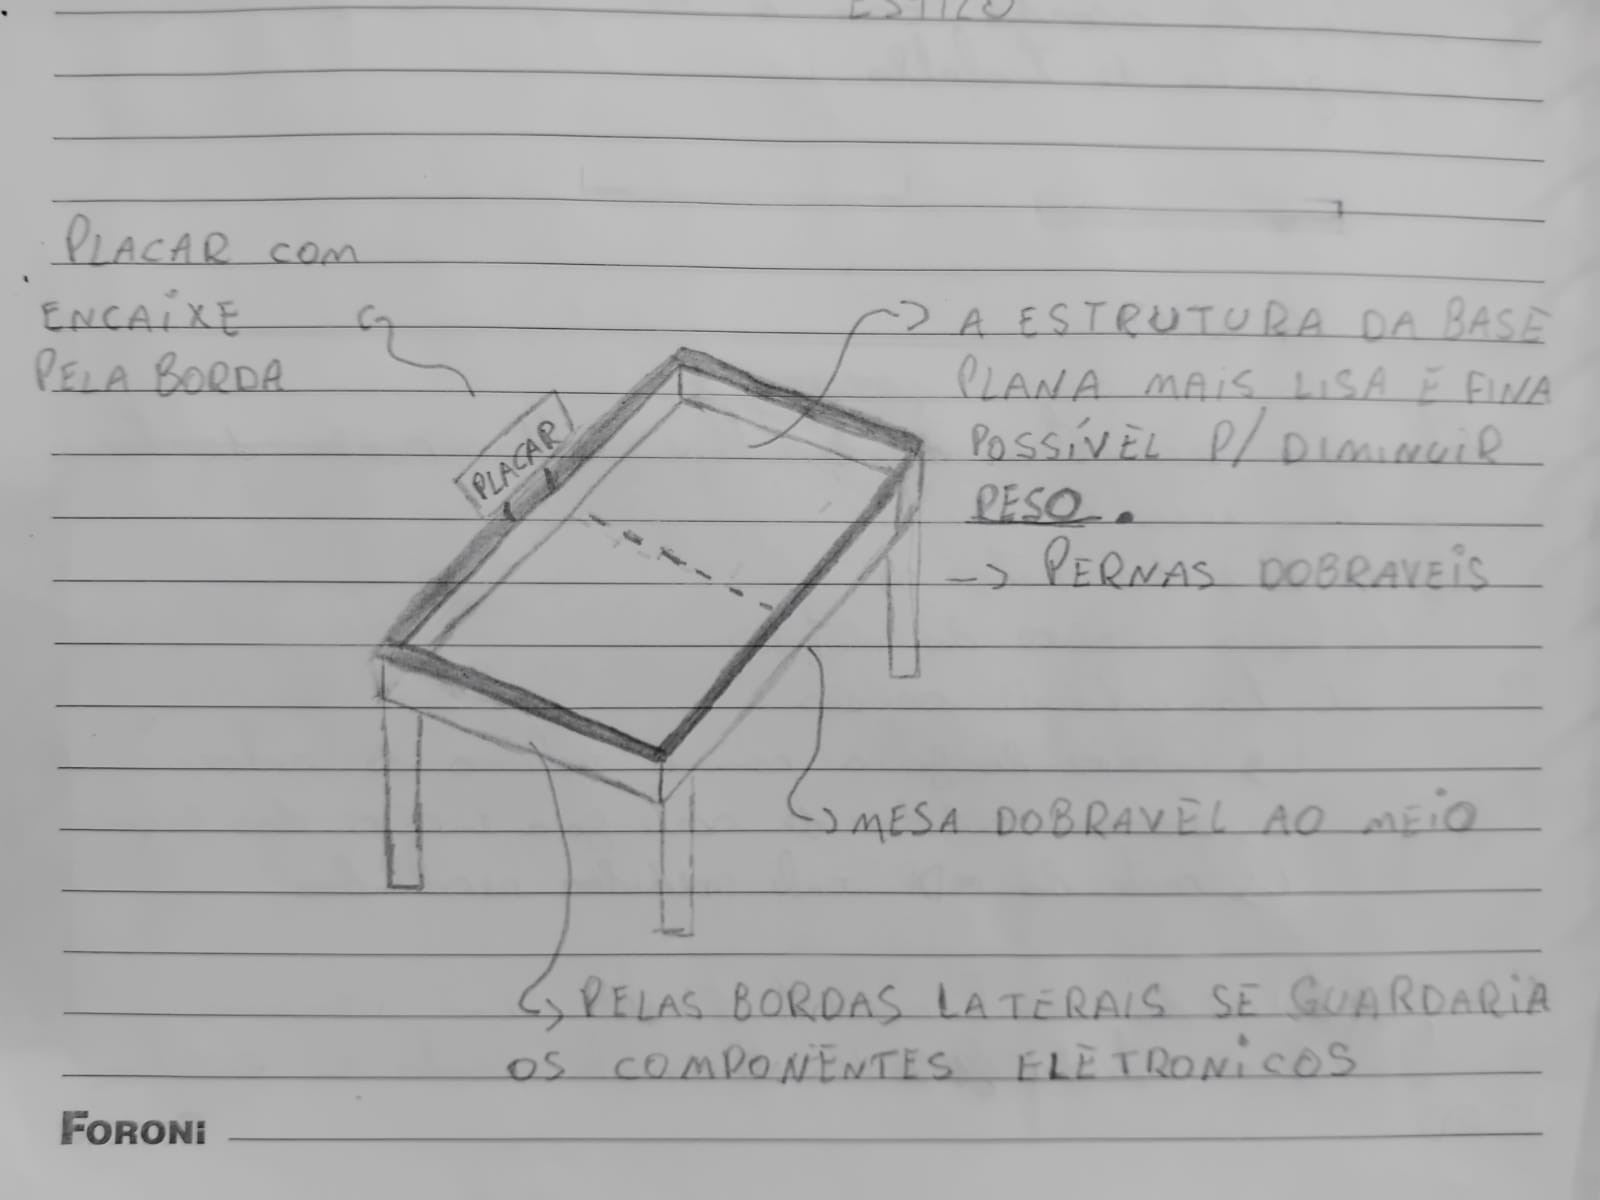 ESTILO
PLACAR COM
ENCAIXE
PELA BORDA
PLACAR
-> A ESTRUTURA DA BASE
PLANA MAIS LISA E FINA
POSSÍVEL P/ DIMINUIR
PESO.
-> PERNAS DOBRAVEIS
MESA DOBRAVEL AO MEIO
PELAS BORDAS LATERAIS SE GUARDARIA
OS COMPONENTES ELETRONICOS
FORONI